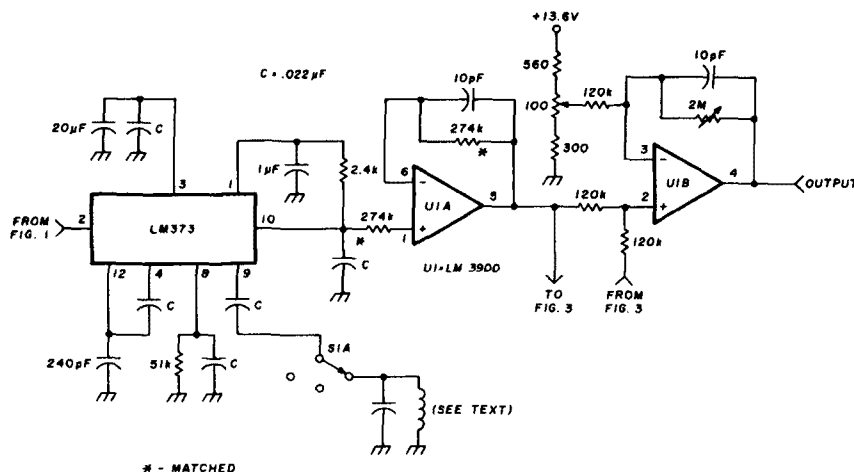 +13.6V
C = .022µF
560
10pF
10pF
120k
100
2M
20µF
C
274k
*
300
3
1
1µF
2.4k
6
-
3
-
U1A
5
U1B
4
OUTPUT
FROM FIG. 1
2
LM373
10
274k
*
1
+
120k
2
+
12
4
8
9
C
U1=LM 3900
120k
C
C
TO FIG. 3
FROM FIG. 3
240pF
51k
C
S1A
(SEE TEXT)
* - MATCHED